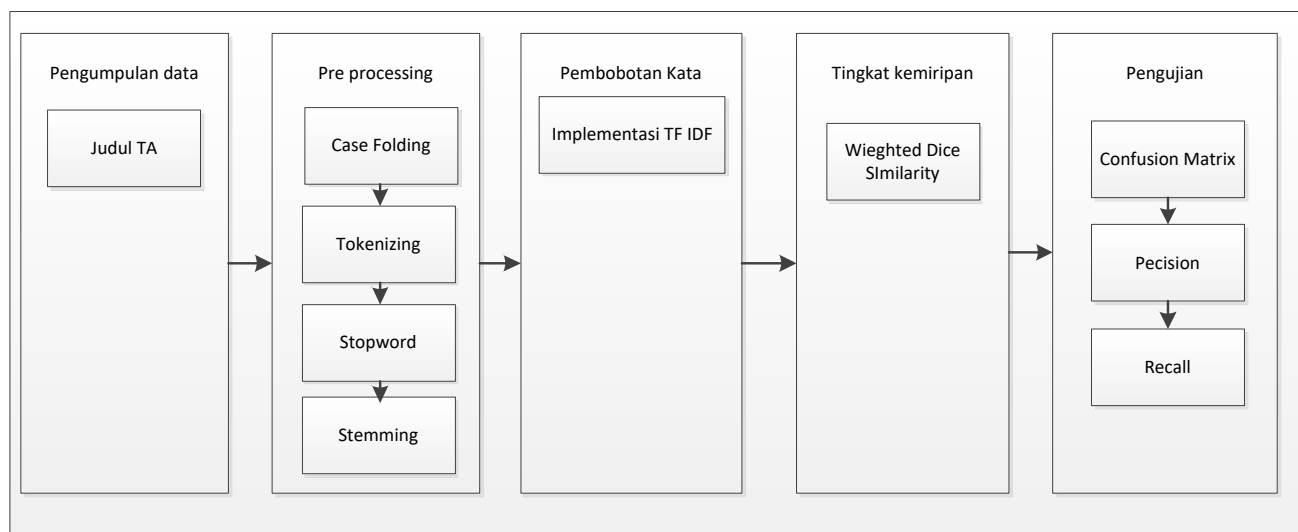 Pengumpulan data
Judul TA
Pre processing
Case Folding
Tokenizing
Stopword
Stemming
Pembobotan Kata
Implementasi TF IDF
Tingkat kemiripan
Wieghted Dice
SImilarity
Pengujian
Confusion Matrix
Pecision
Recall